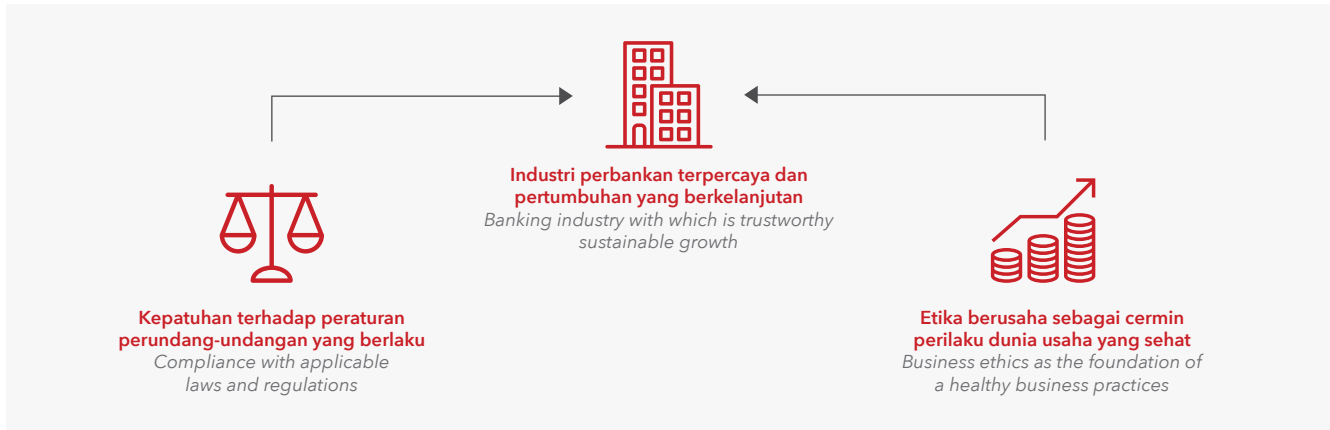 Industri perbankan terpercaya dan
pertumbuhan yang berkelanjutan
Banking industry with which is trustworthy
sustainable growth
Kepatuhan terhadap peraturan
perundang-undangan yang berlaku
Compliance with applicable
laws and regulations
Etika berusaha sebagai cermin
perilaku dunia usaha yang sehat
Business ethics as the foundation of
a healthy business practices